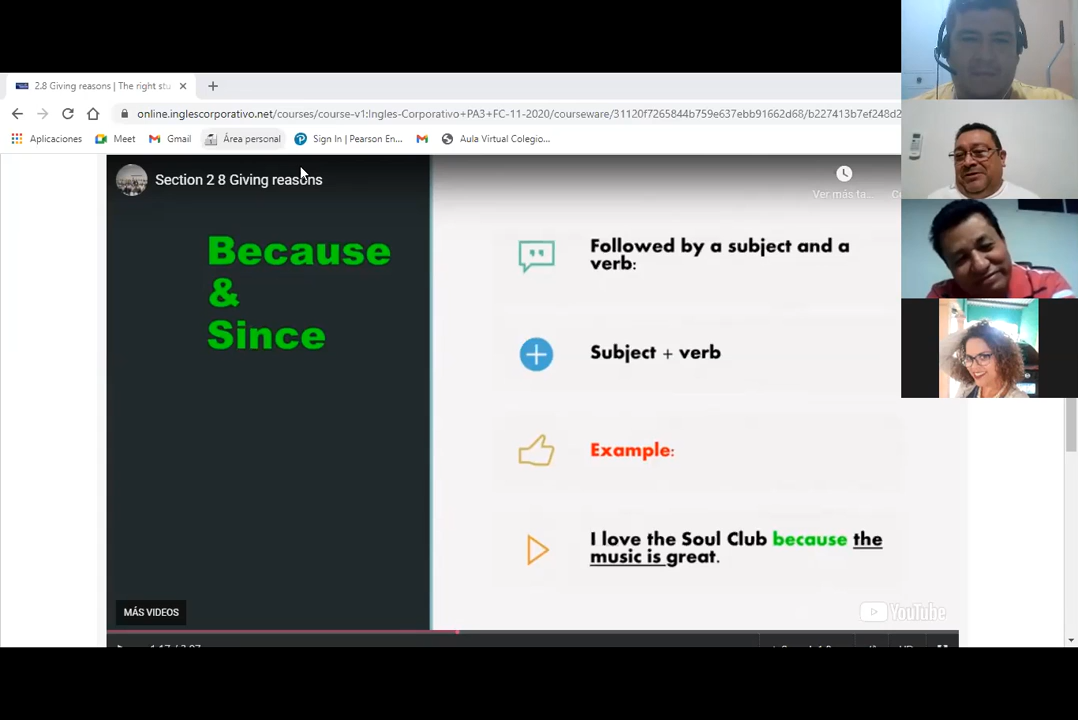 2.8 Giving reasons | The right stu
online.inglescorporativo.net/courses/course-v1:Ingles-Corporativo+PA3+FC-11-2020/courseware/31120f7265844b759e637ebb91662d68/b227413b7ef248d2
Aplicaciones Meet Gmail Área personal Sign In | Pearson En... Aula Virtual Colegio...
Section 2 8 Giving reasons
Ver más ta...
Because
&
Since
Followed by a subject and a
verb:
Subject + verb
Example:
I love the Soul Club because the
music is great.
MÁS VIDEOS
YouTube